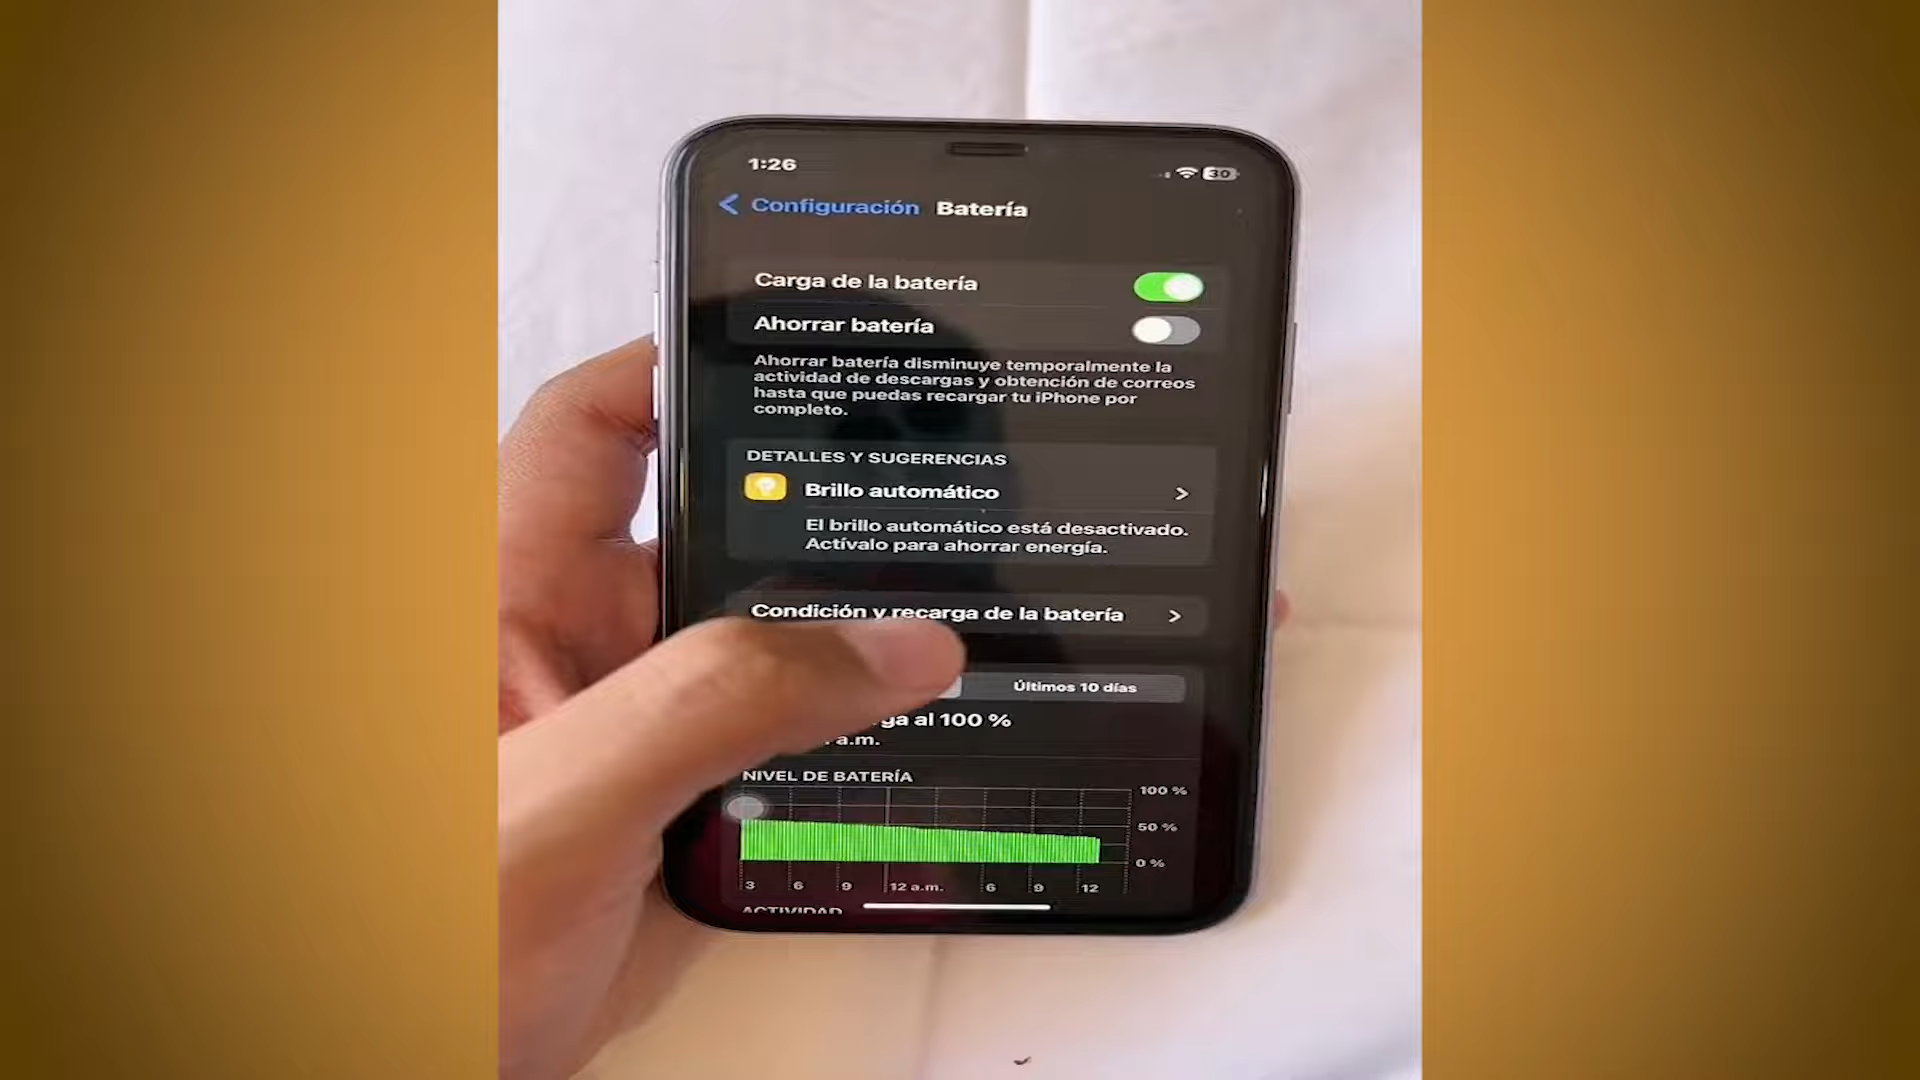 1:26
30
Configuración Batería
Carga de la batería
Ahorrar batería
Ahorrar batería disminuye temporalmente la
actividad de descargas y obtención de correos
hasta que puedas recargar tu iPhone por
completo.
DETALLES Y SUGERENCIAS
Brillo automático
El brillo automático está desactivado.
Actívalo para ahorrar energía.
Condición y recarga de la batería
Últimos 10 días
ga al 100 %
a.m.
NIVEL DE BATERÍA
100 %
50 %
0 %
3 6 9 12 a.m. 6 9 12
ACTIVIDAD